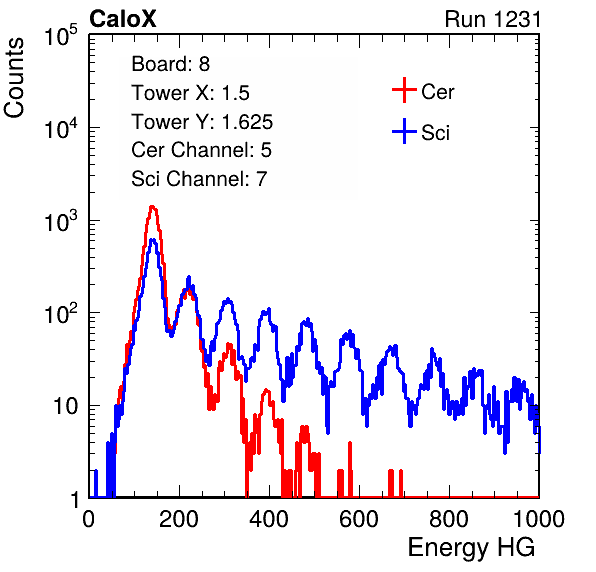 CaloX Run 1231
Counts
10^5
10^4
10^3
10^2
10
1
Board: 8
Tower X: 1.5
Tower Y: 1.625
Cer Channel: 5
Sci Channel: 7
Cer
Sci
0 200 400 600 800 1000
Energy HG